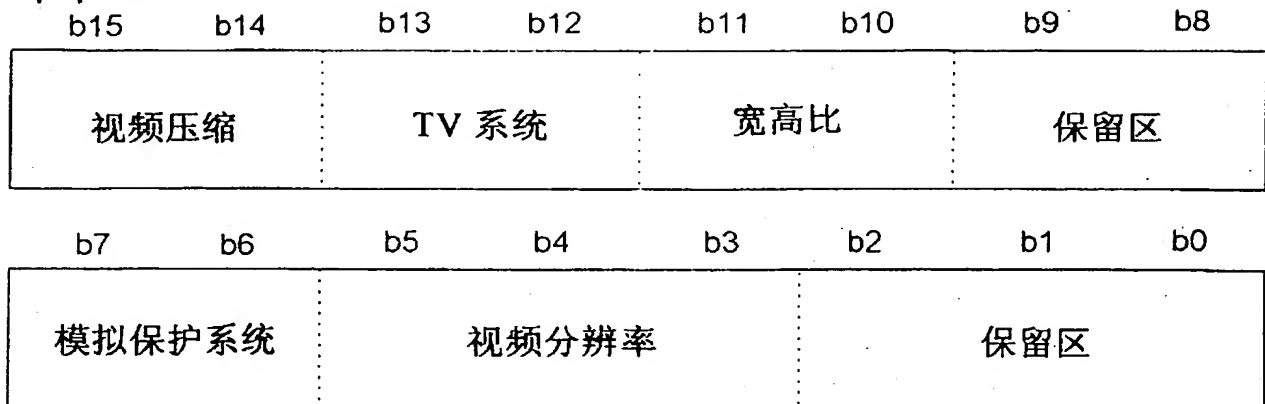 b15 b14 b13 b12 b11 b10 b9 b8
视频压缩 TV 系统 宽高比 保留区
b7 b6 b5 b4 b3 b2 b1 b0
模拟保护系统 视频分辨率 保留区